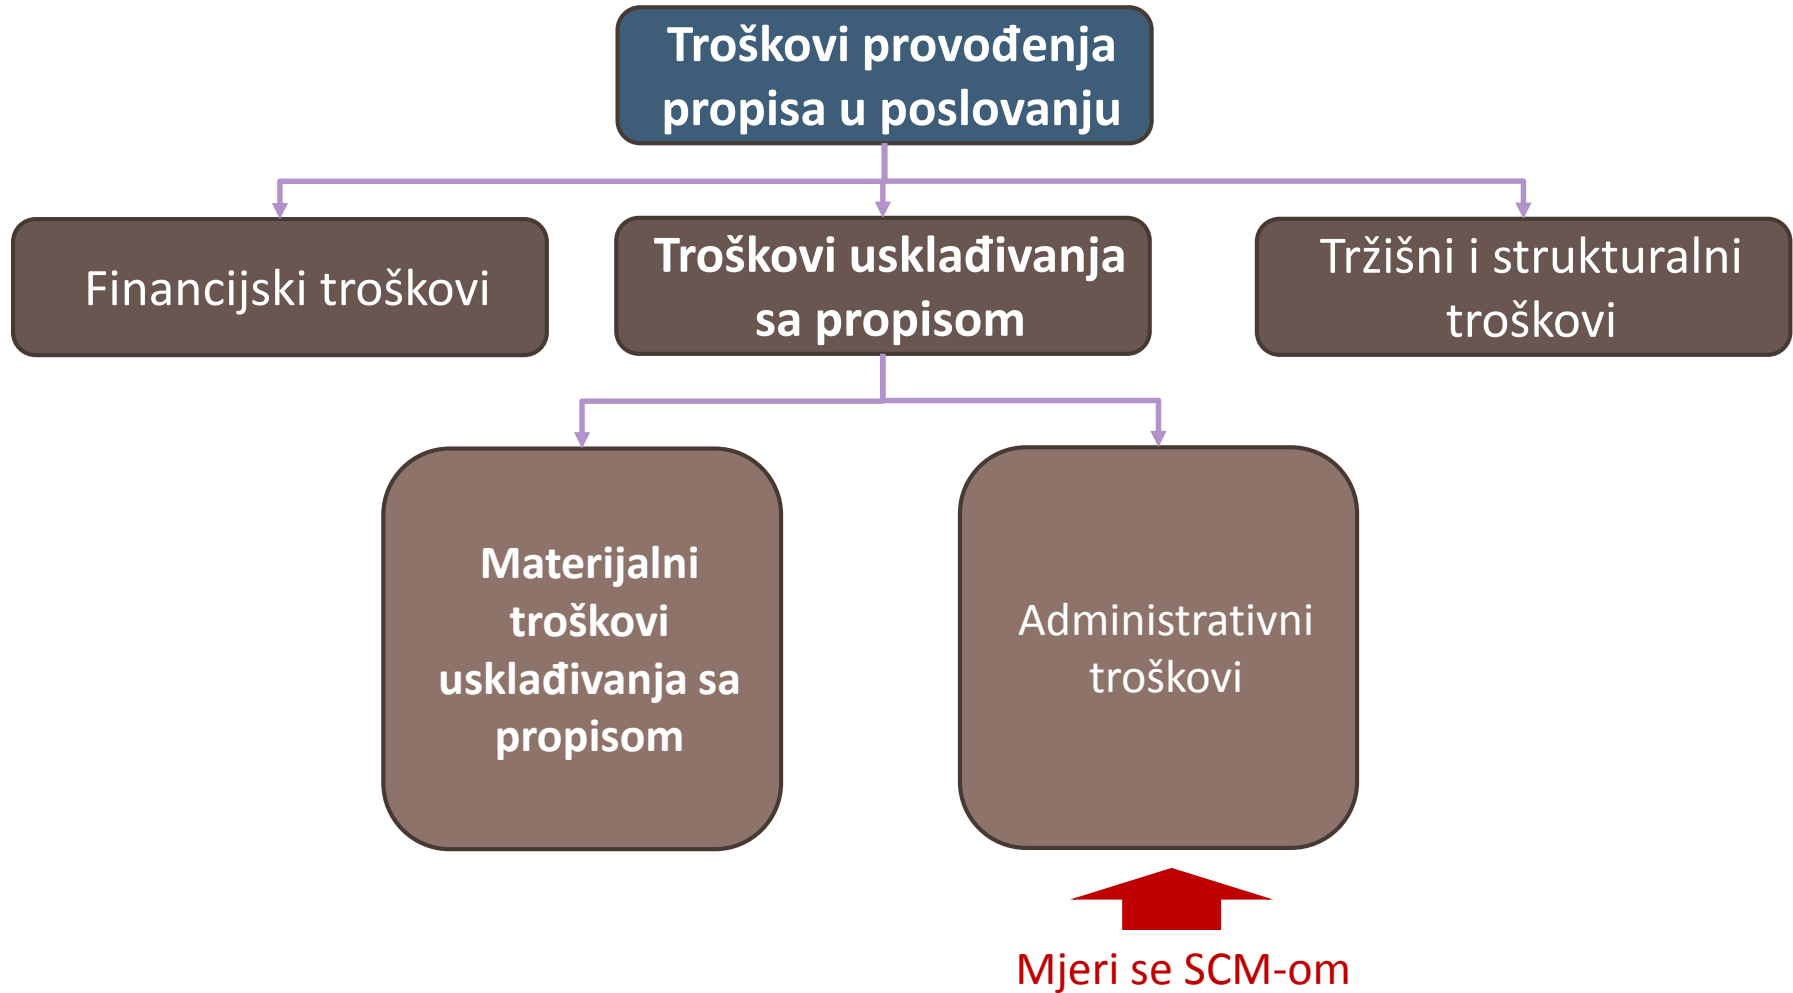 Troškovi provođenja
propisa u poslovanju
Financijski troškovi
Troškovi usklađivanja
sa propisom
Tržišni i strukturalni
troškovi
Materijalni
troškovi
usklađivanja sa
propisom
Administrativni
troškovi
Mjeri se SCM-om